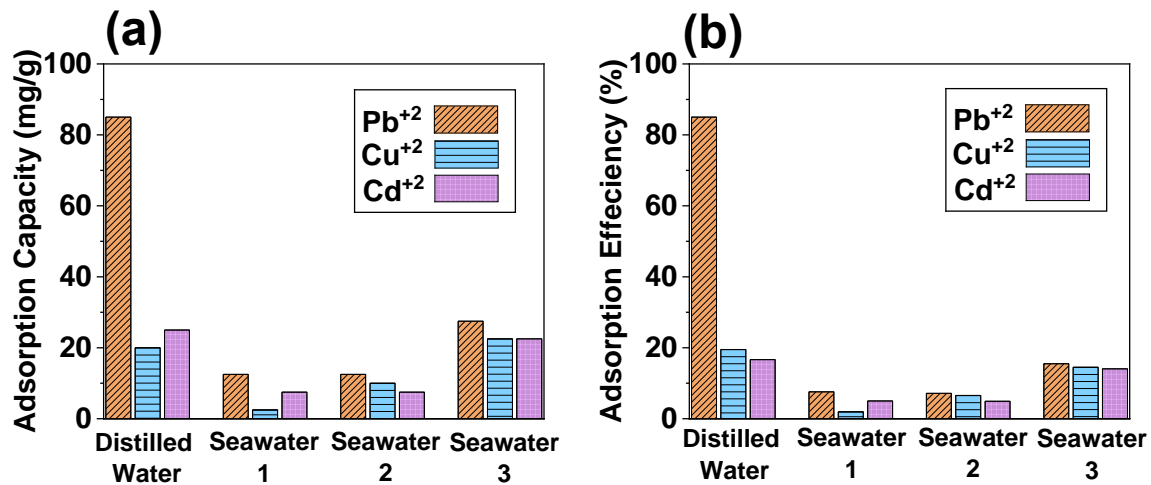 (a)
Adsorption Capacity (mg/g)
100
80
60
40
20
0
Pb⁺²
Cu⁺²
Cd⁺²
Distilled
Water
Seawater
1
Seawater
2
Seawater
3
(b)
Adsorption Effeciency (%)
100
80
60
40
20
0
Pb⁺²
Cu⁺²
Cd⁺²
Distilled
Water
Seawater
1
Seawater
2
Seawater
3